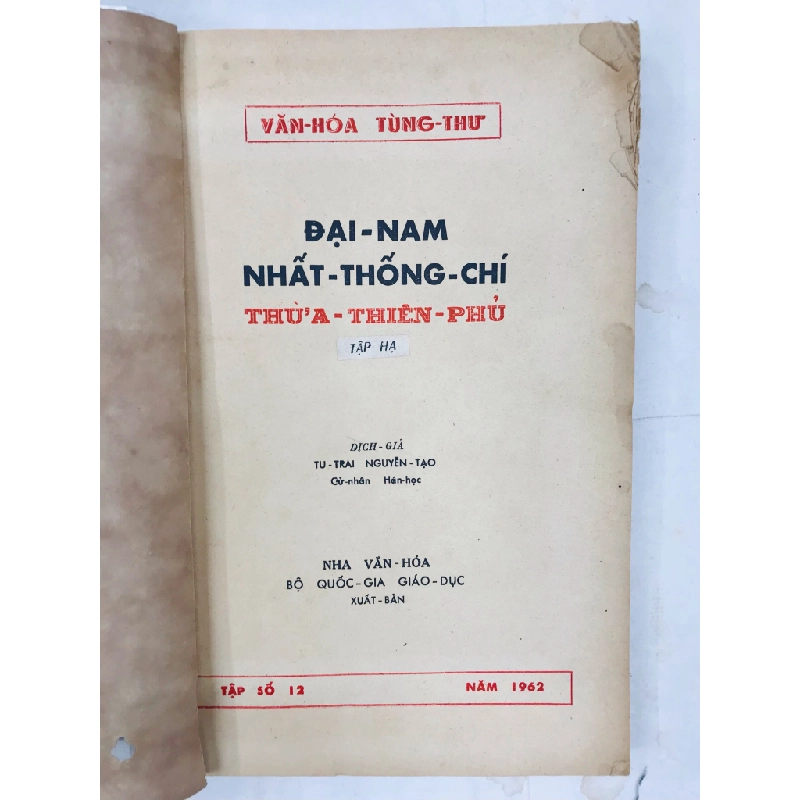 VĂN-HÓA TÙNG-THƯ
ĐẠI-NAM
NHẤT-THỐNG-CHÍ
THỪA-THIÊN-PHỦ
TẬP HẠ
DỊCH-GIẢ
TU-TRAI NGUYỄN-TẠO
Cử-nhân Hán-học
NHA VĂN-HÓA
BỘ QUỐC-GIA GIÁO-DỤC
XUẤT-BẢN
TẬP SỐ 12 NĂM 1962